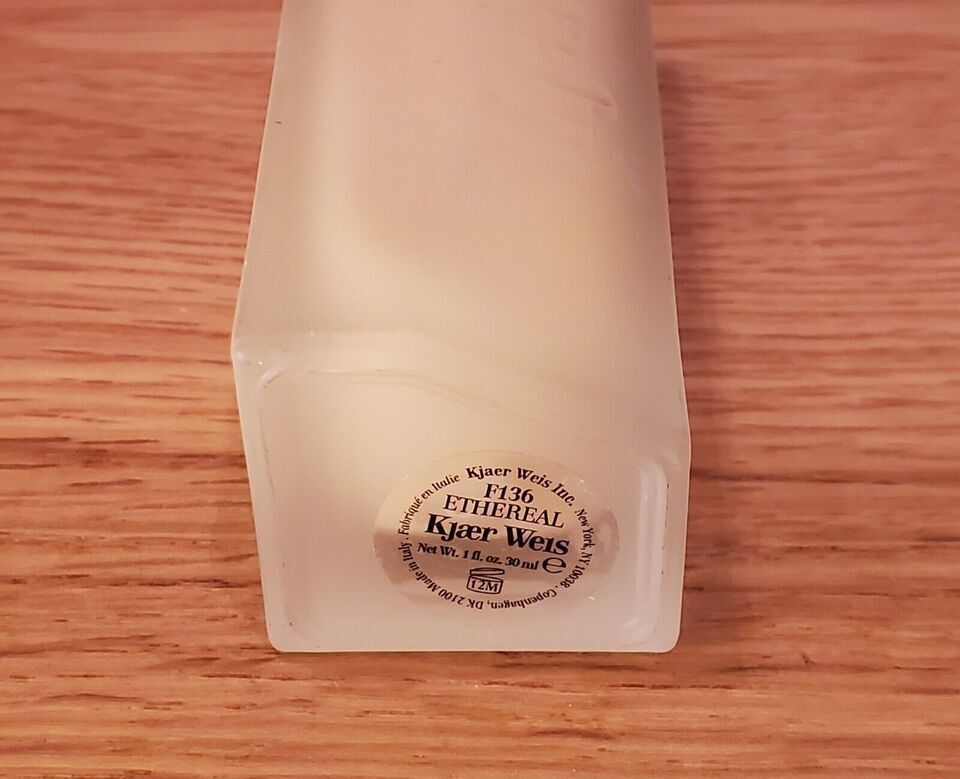 Kjaer Weis Inc. New York, NY 10038 . Copenhagen, DK 2100 Made in Italy . Fabriqué en Italie
F136
ETHEREAL
Kjær Weis
Net Wt. 1 fl. oz. 30 ml ℮
12M